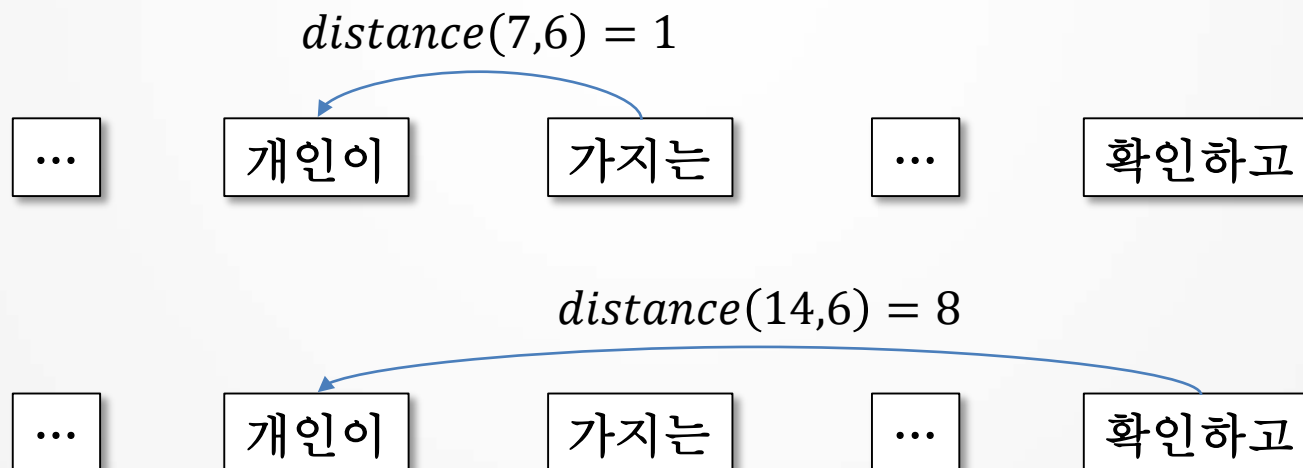 distance(7,6) = 1
… 개인이 가지는 … 확인하고
distance(14,6) = 8
… 개인이 가지는 … 확인하고